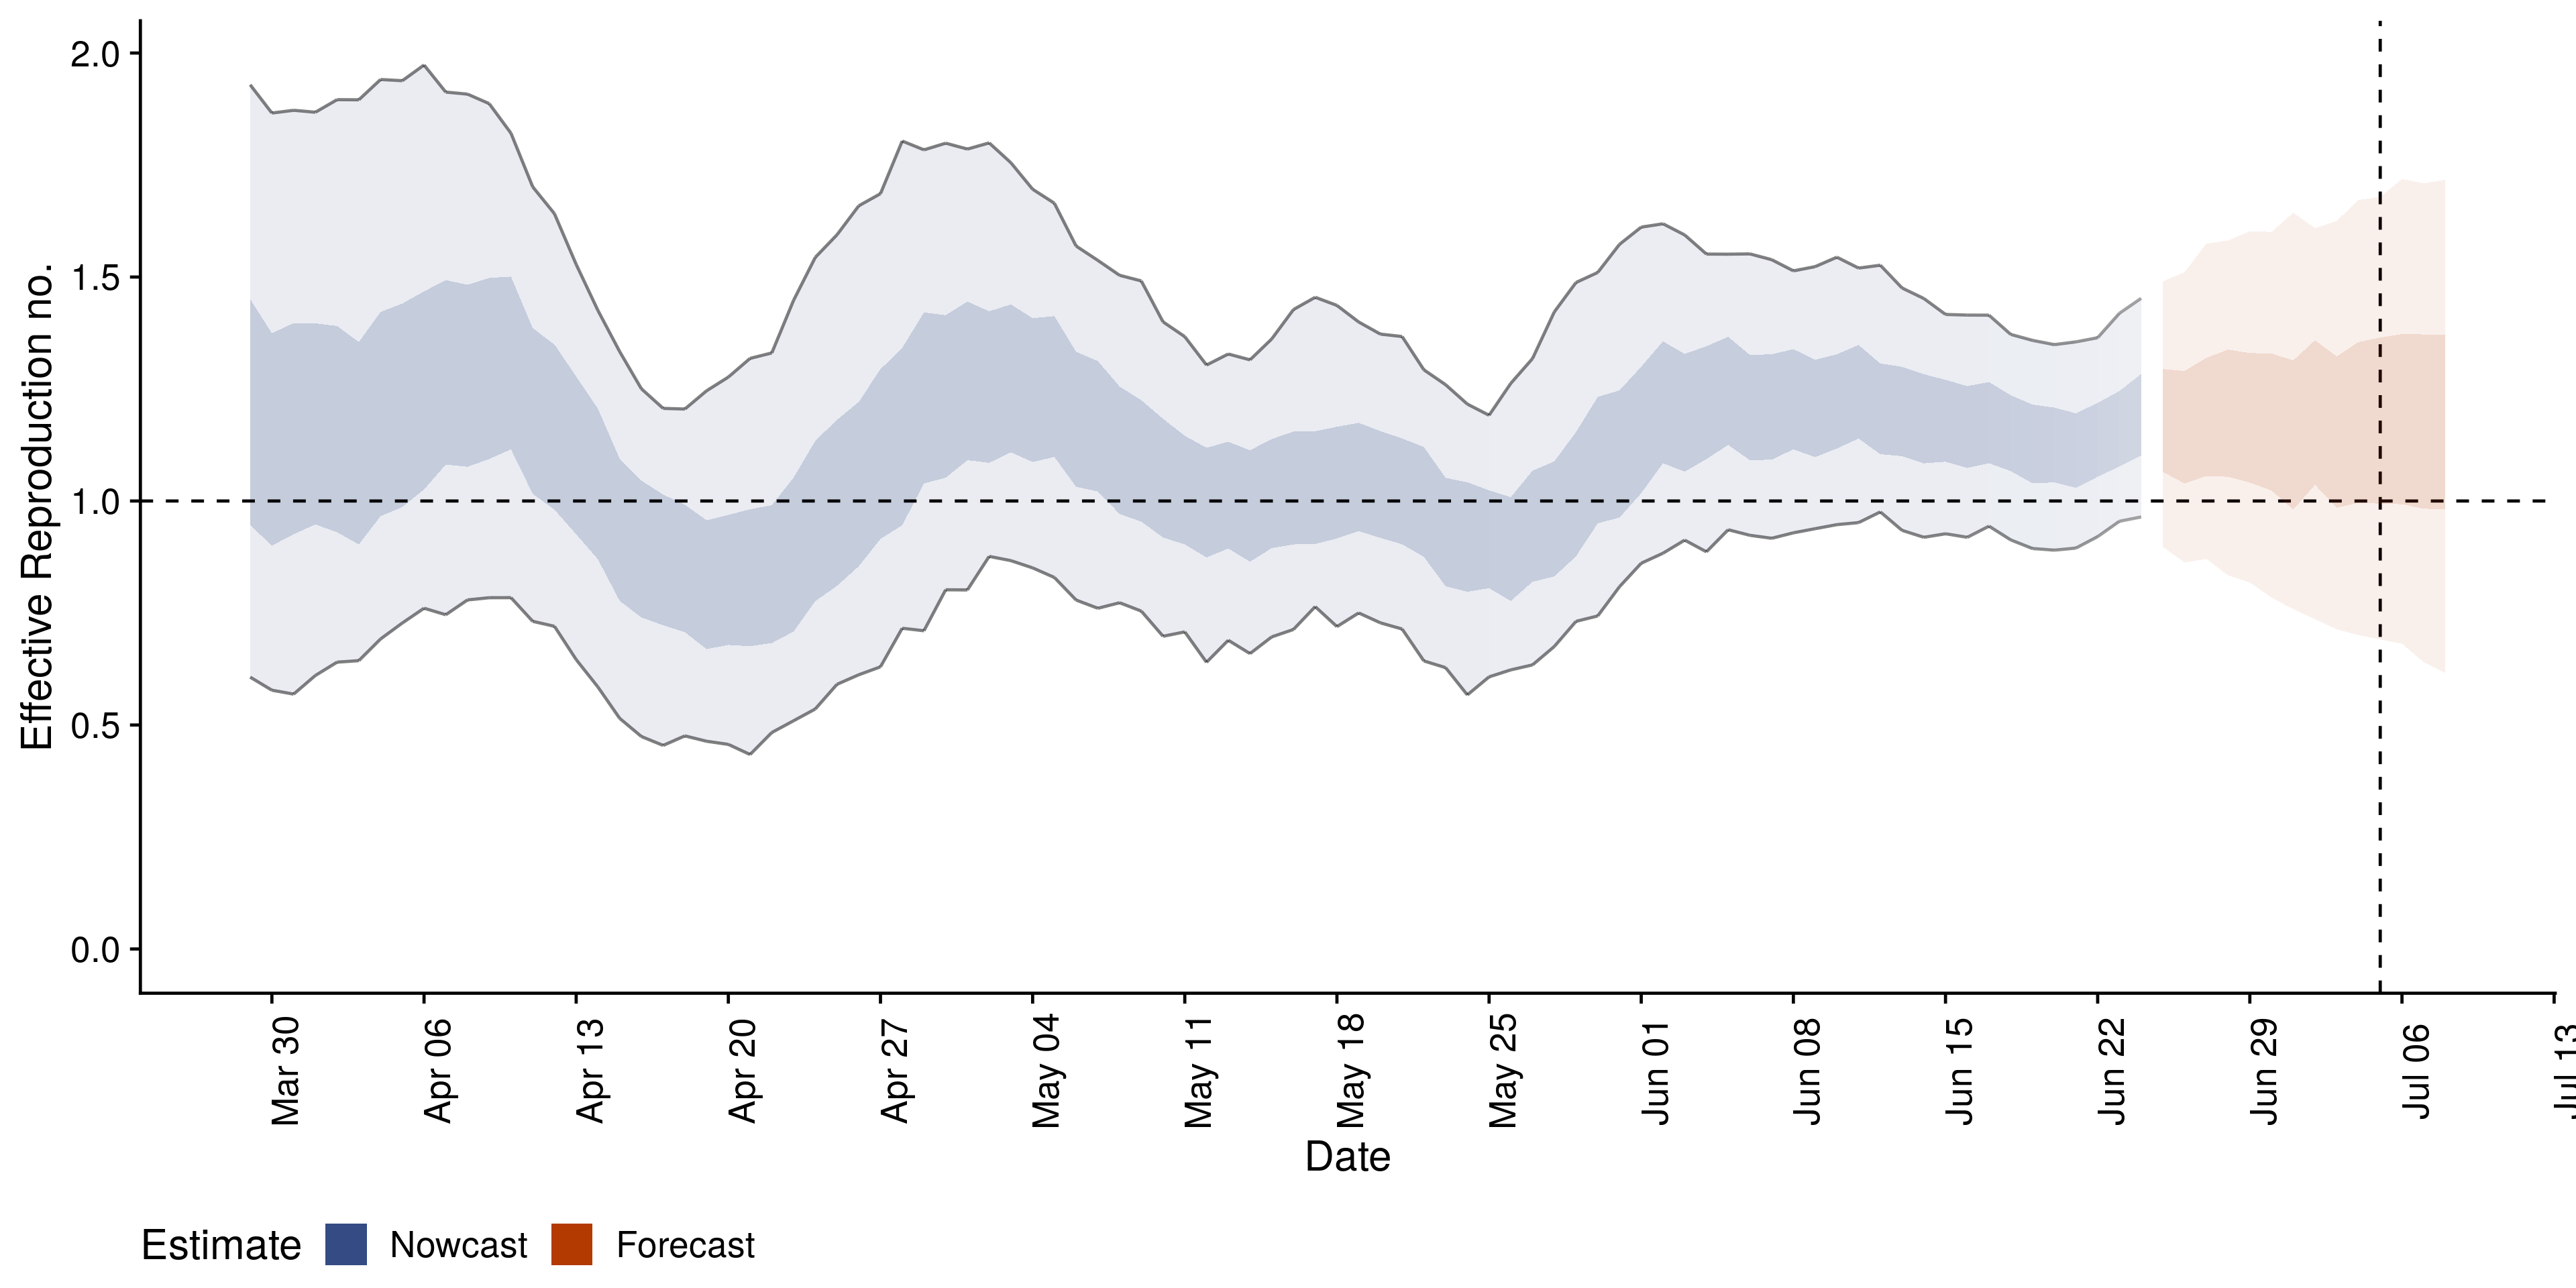 Effective Reproduction no.
2.0
1.5
1.0
0.5
0.0
Mar 30
Apr 06
Apr 13
Apr 20
Apr 27
May 04
May 11
May 18
May 25
Jun 01
Jun 08
Jun 15
Jun 22
Jun 29
Jul 06
Jul 13
Date
Estimate Nowcast Forecast